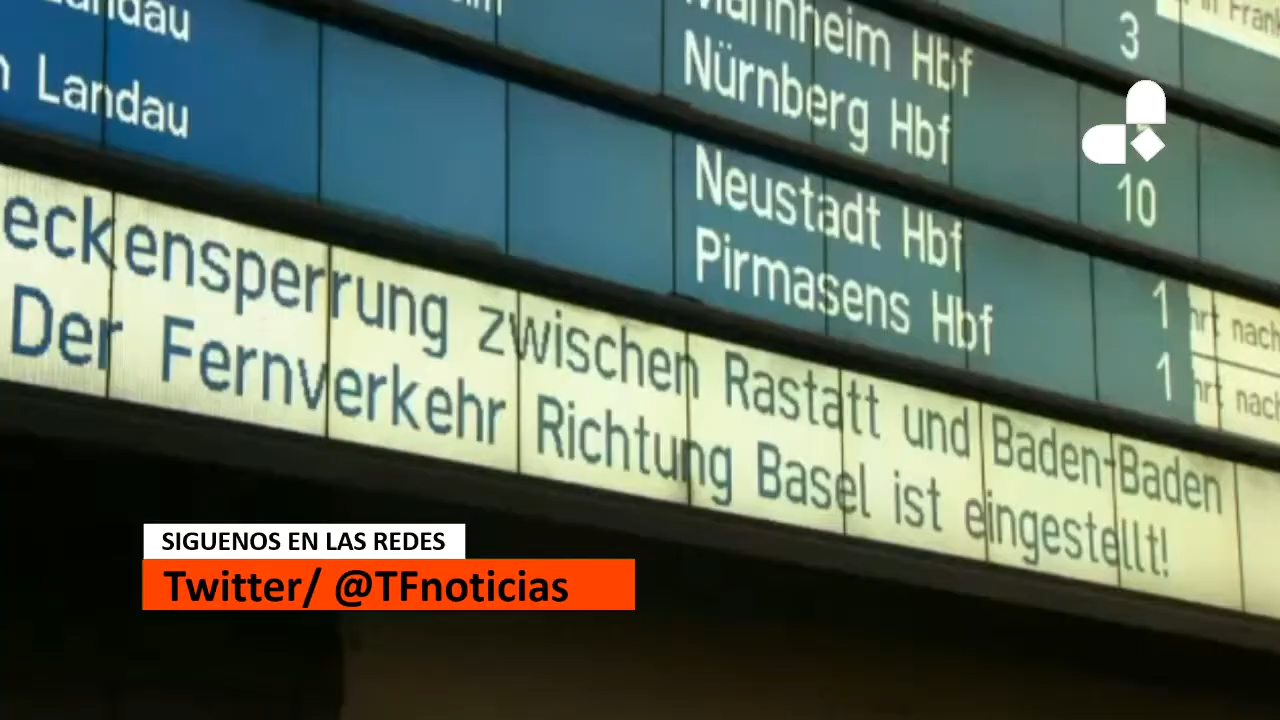 Mannheim Hbf 3
Nürnberg Hbf
Landau
Neustadt Hbf 10
Pirmasens Hbf 1
1
eckensperrung zwischen Rastatt und Baden-Baden
Der Fernverkehr Richtung Basel ist eingestellt!
nach
SIGUENOS EN LAS REDES
Twitter/ @TFnoticias